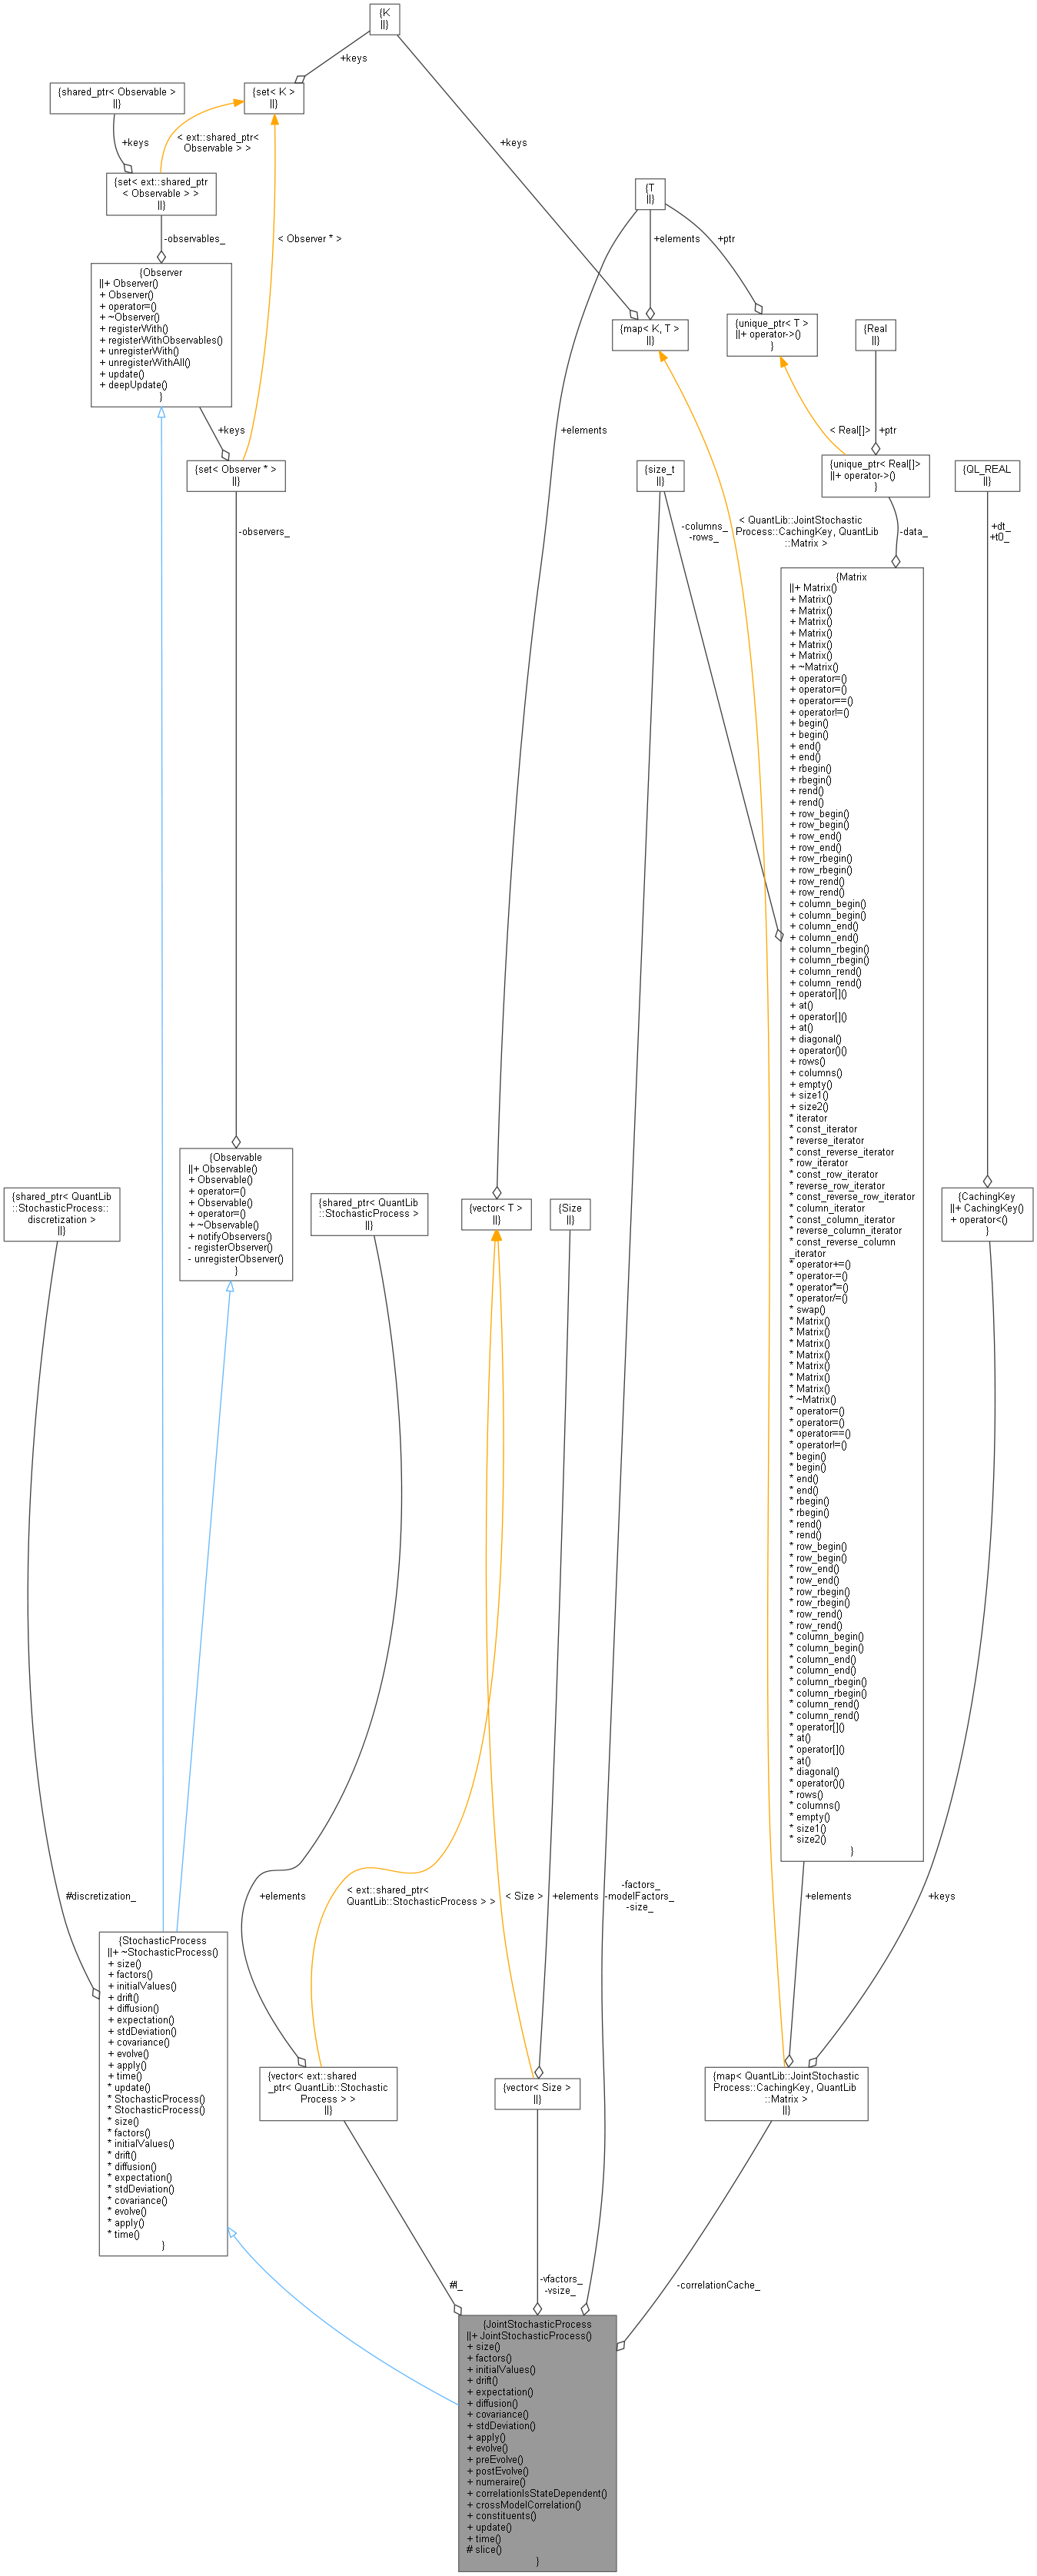 {K
||}
+keys
{shared_ptr< Observable >
||}
{set< K >
||}
+keys
< ext::shared_ptr<
Observable > >
+keys
{set< ext::shared_ptr
< Observable > >
||}
{T
||}
-observables_
< Observer * >
+elements
+ptr
{Observer
||+ Observer()
+ Observer()
+ operator=()
+ ~Observer()
+ registerWith()
+ registerWithObservables()
+ unregisterWith()
+ unregisterWithAll()
+ update()
+ deepUpdate()
}
{map< K, T >
||}
{unique_ptr< T >
||+ operator->()
}
{Real
||}
+keys
+elements
< Real[]>
+ptr
{set< Observer * >
||}
{size_t
||}
{unique_ptr< Real[]>
||+ operator->()
}
{QL_REAL
||}
-observers_
-columns_
-rows_
< QuantLib::JointStochastic
Process::CachingKey, QuantLib
::Matrix >
-data_
+dt_
+t0_
{Matrix
||+ Matrix()
+ Matrix()
+ Matrix()
+ Matrix()
+ Matrix()
+ Matrix()
+ Matrix()
+ ~Matrix()
+ operator=()
+ operator=()
+ operator==()
+ operator!=()
+ begin()
+ begin()
+ end()
+ end()
+ rbegin()
+ rbegin()
+ rend()
+ rend()
+ row_begin()
+ row_begin()
+ row_end()
+ row_end()
+ row_rbegin()
+ row_rbegin()
+ row_rend()
+ row_rend()
+ column_begin()
+ column_begin()
+ column_end()
+ column_end()
+ column_rbegin()
+ column_rbegin()
+ column_rend()
+ column_rend()
+ operator[]()
+ at()
+ operator[]()
+ at()
+ diagonal()
+ operator()()
+ rows()
+ columns()
+ empty()
+ size1()
+ size2()
* iterator
* const_iterator
* reverse_iterator
* const_reverse_iterator
* row_iterator
* const_row_iterator
* reverse_row_iterator
* const_reverse_row_iterator
* column_iterator
* const_column_iterator
* reverse_column_iterator
* const_reverse_column
_iterator
* operator+=()
* operator-=()
* operator*=()
* operator/=()
* swap()
* Matrix()
* Matrix()
* Matrix()
* Matrix()
* Matrix()
* Matrix()
* Matrix()
* ~Matrix()
* operator=()
* operator=()
* operator==()
* operator!=()
* begin()
* begin()
* end()
* end()
* rbegin()
* rbegin()
* rend()
* rend()
* row_begin()
* row_begin()
* row_end()
* row_end()
* row_rbegin()
* row_rbegin()
* row_rend()
* row_rend()
* column_begin()
* column_begin()
* column_end()
* column_end()
* column_rbegin()
* column_rbegin()
* column_rend()
* column_rend()
* operator[]()
* at()
* operator[]()
* at()
* diagonal()
* operator()()
* rows()
* columns()
* empty()
* size1()
* size2()
}
{Observable
||+ Observable()
+ Observable()
+ operator=()
+ Observable()
+ operator=()
+ ~Observable()
+ notifyObservers()
- registerObserver()
- unregisterObserver()
}
{shared_ptr< QuantLib
::StochasticProcess::
discretization >
||}
{shared_ptr< QuantLib
::StochasticProcess >
||}
{vector< T >
||}
{Size
||}
{CachingKey
||+ CachingKey()
+ operator<()
}
#discretization_
+elements
< ext::shared_ptr<
QuantLib::StochasticProcess > >
< Size >
+elements
-factors_
-modelFactors_
-size_
+elements
+keys
{StochasticProcess
||+ ~StochasticProcess()
+ size()
+ factors()
+ initialValues()
+ drift()
+ diffusion()
+ expectation()
+ stdDeviation()
+ covariance()
+ evolve()
+ apply()
+ time()
* update()
* StochasticProcess()
* StochasticProcess()
* size()
* factors()
* initialValues()
* drift()
* diffusion()
* expectation()
* stdDeviation()
* covariance()
* evolve()
* apply()
* time()
}
{vector< ext::shared
_ptr< QuantLib::Stochastic
Process > >
||}
{vector< Size >
||}
{map< QuantLib::JointStochastic
Process::CachingKey, QuantLib
::Matrix >
||}
#l_
-vfactors_
-vsize_
-correlationCache_
{JointStochasticProcess
||+ JointStochasticProcess()
+ size()
+ factors()
+ initialValues()
+ drift()
+ expectation()
+ diffusion()
+ covariance()
+ stdDeviation()
+ apply()
+ evolve()
+ preEvolve()
+ postEvolve()
+ numeraire()
+ correlationIsStateDependent()
+ crossModelCorrelation()
+ constituents()
+ update()
+ time()
# slice()
}